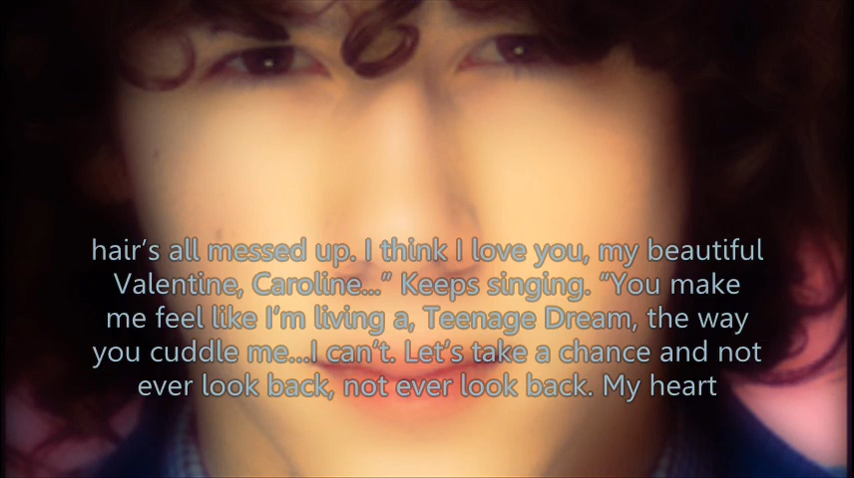 hair’s all messed up. I think I love you, my beautiful
Valentine, Caroline...” Keeps singing. “You make
me feel like I’m living a, Teenage Dream, the way
you cuddle me...I can’t. Let’s take a chance and not
ever look back, not ever look back. My heart